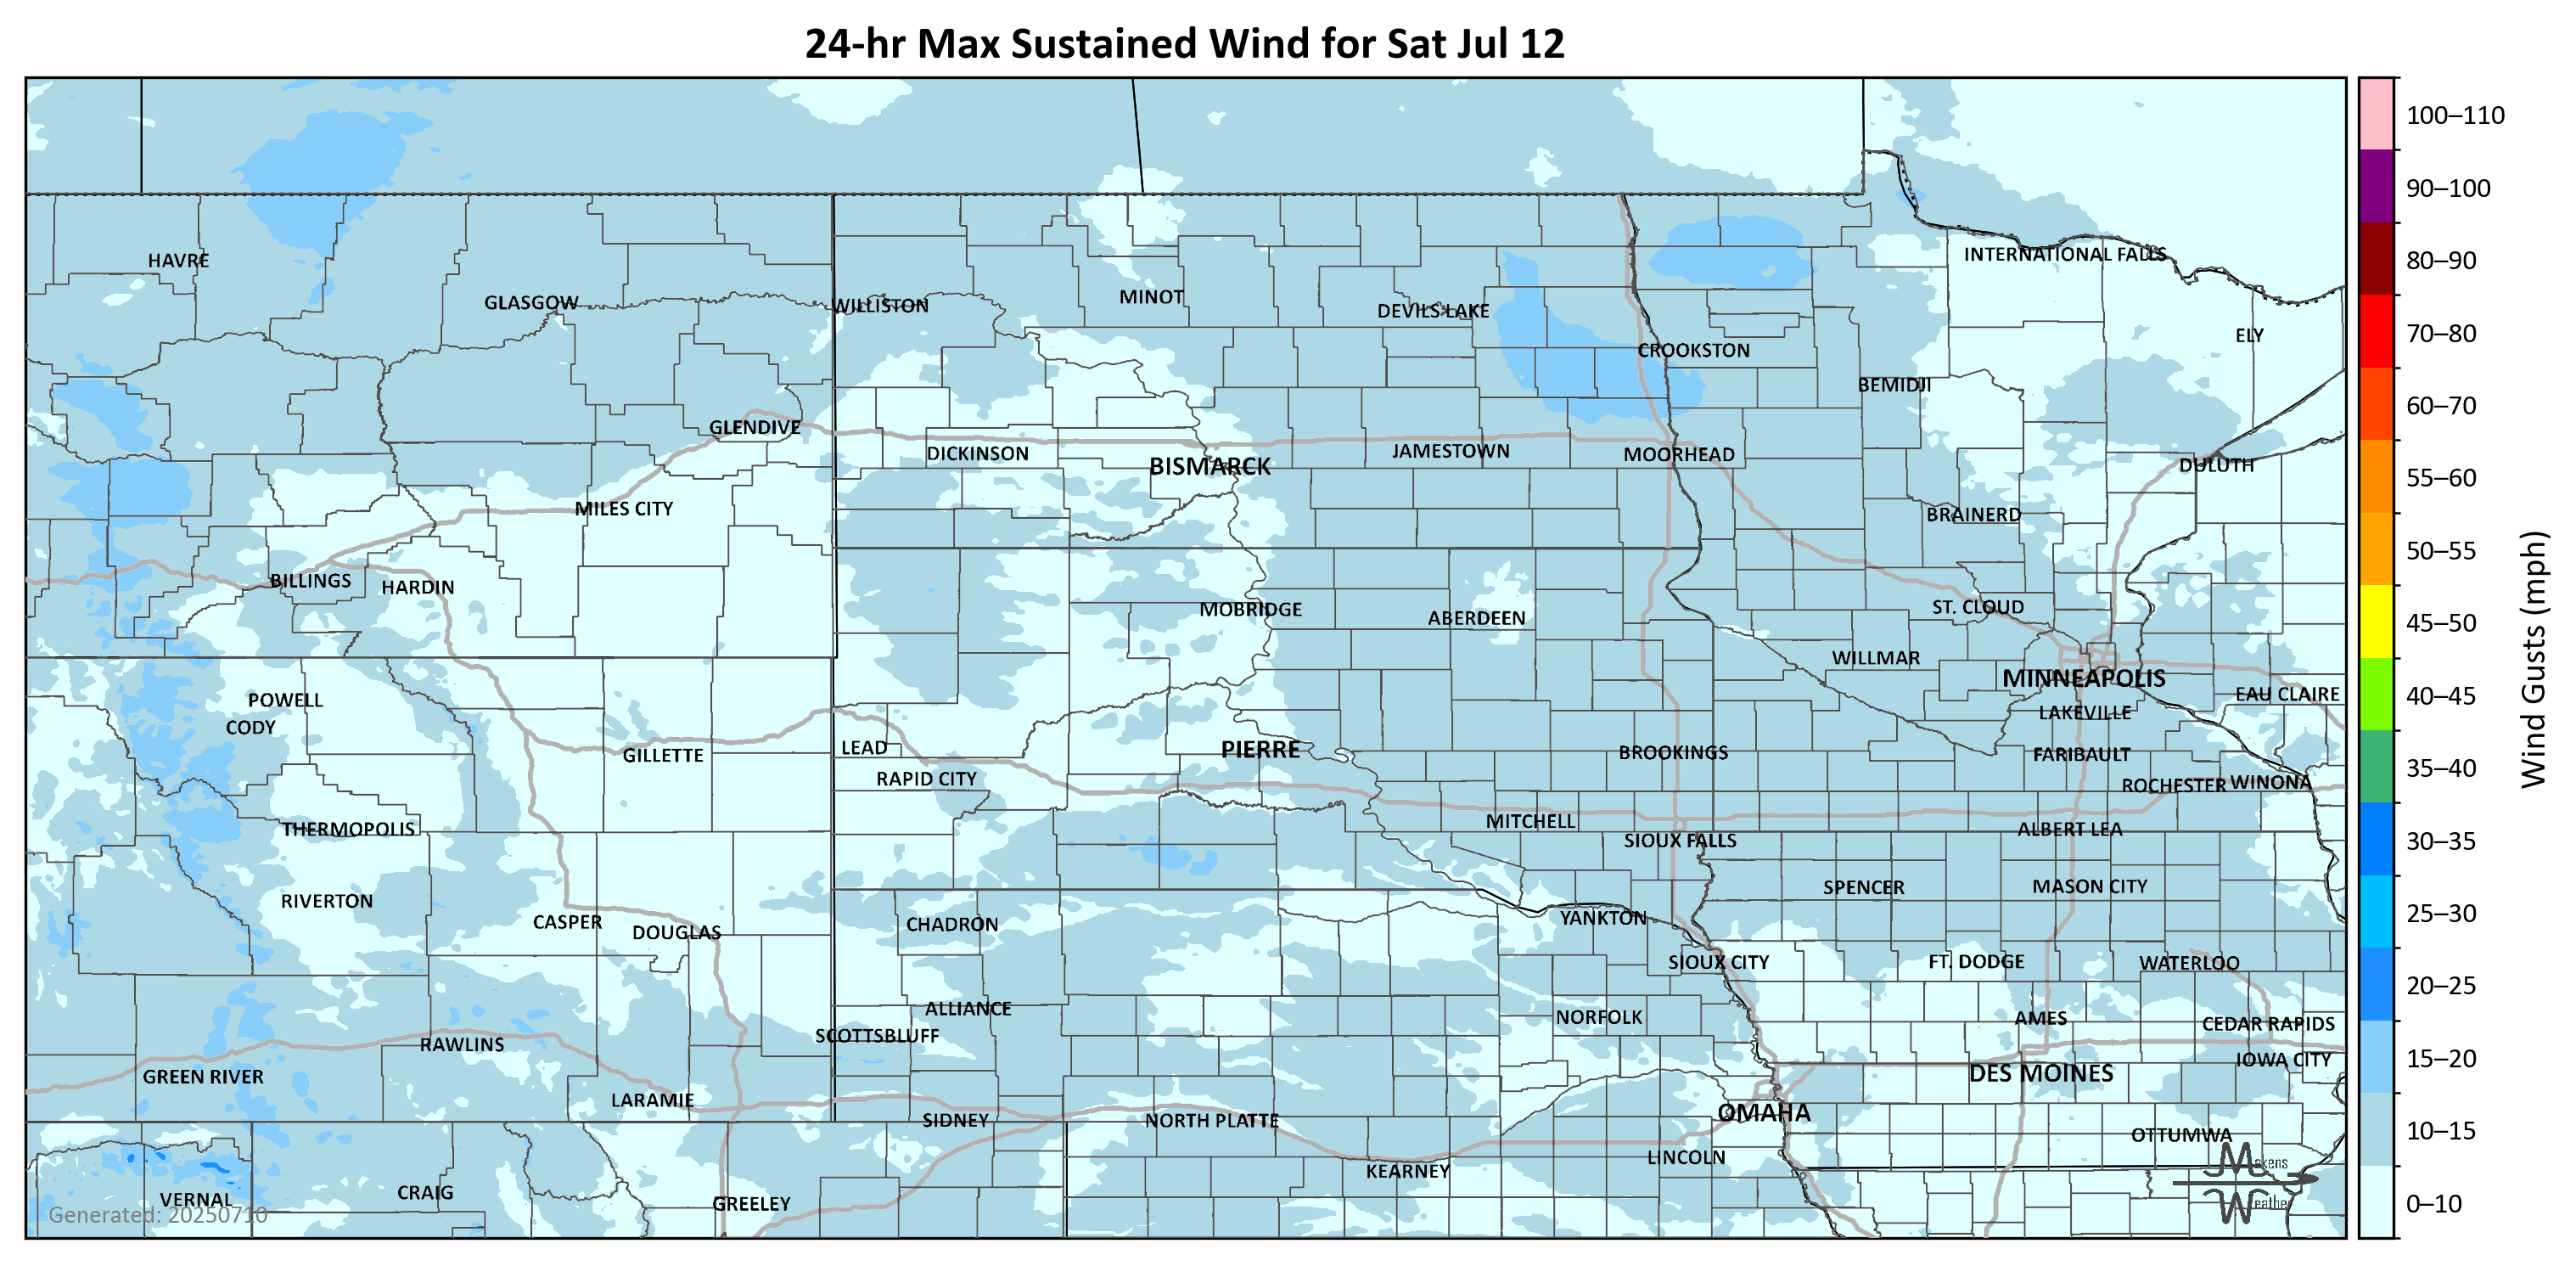 24-hr Max Sustained Wind for Sat Jul 12
100–110
90–100
80–90
70–80
60–70
55–60
50–55
45–50
40–45
35–40
30–35
25–30
20–25
15–20
10–15
0–10
Wind Gusts (mph)
HAVRE
GLASGOW
WILLISTON
MINOT
DEVILS LAKE
INTERNATIONAL FALLS
ELY
CROOKSTON
BEMIDJI
GLENDIVE
DICKINSON
BISMARCK
JAMESTOWN
MOORHEAD
DULUTH
MILES CITY
BRAINERD
BILLINGS
HARDIN
MOBRIDGE
ABERDEEN
ST. CLOUD
WILLMAR
MINNEAPOLIS
EAU CLAIRE
POWELL
CODY
LAKEVILLE
GILLETTE
LEAD
PIERRE
BROOKINGS
FARIBAULT
RAPID CITY
ROCHESTER
WINONA
THERMOPOLIS
MITCHELL
SIOUX FALLS
ALBERT LEA
RIVERTON
SPENCER
MASON CITY
CASPER
DOUGLAS
CHADRON
YANKTON
SIOUX CITY
FT. DODGE
WATERLOO
ALLIANCE
NORFOLK
AMES
CEDAR RAPIDS
SCOTTSBLUFF
RAWLINS
IOWA CITY
GREEN RIVER
DES MOINES
LARAMIE
SIDNEY
NORTH PLATTE
OMAHA
OTTUMWA
LINCOLN
KEARNEY
VERNAL
CRAIG
GREELEY
Makens
Weather
Generated: 20250710